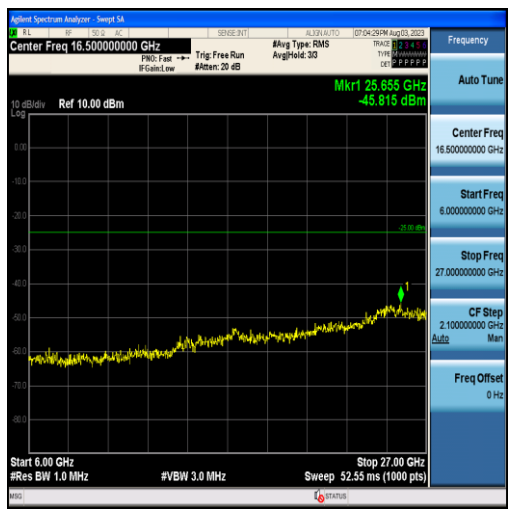 Agilent Spectrum Analyzer - Swept SA
RL RF 50 Ω AC SENSE:INT ALIGN AUTO 07:04:29 PM Aug 03, 2023
Center Freq 16.500000000 GHz
PNO: Fast
IFGain:Low
Trig: Free Run
#Atten: 20 dB
#Avg Type: RMS
Avg|Hold: 3/3
TRACE 1 2 3 4 5 6
TYPE
DET P P P P P P
Mkr1 25.655 GHz
-45.815 dBm
10 dB/div Ref 10.00 dBm
Log
0.00
-10.0
-20.0
-25.00 dBm
-30.0
1
-40.0
-50.0
-60.0
-70.0
-80.0
Start 6.00 GHz Stop 27.00 GHz
#Res BW 1.0 MHz #VBW 3.0 MHz Sweep 52.55 ms (1000 pts)
MSG STATUS
Frequency
Auto Tune
Center Freq
16.500000000 GHz
Start Freq
6.000000000 GHz
Stop Freq
27.000000000 GHz
CF Step
2.100000000 GHz
Auto Man
Freq Offset
0 Hz